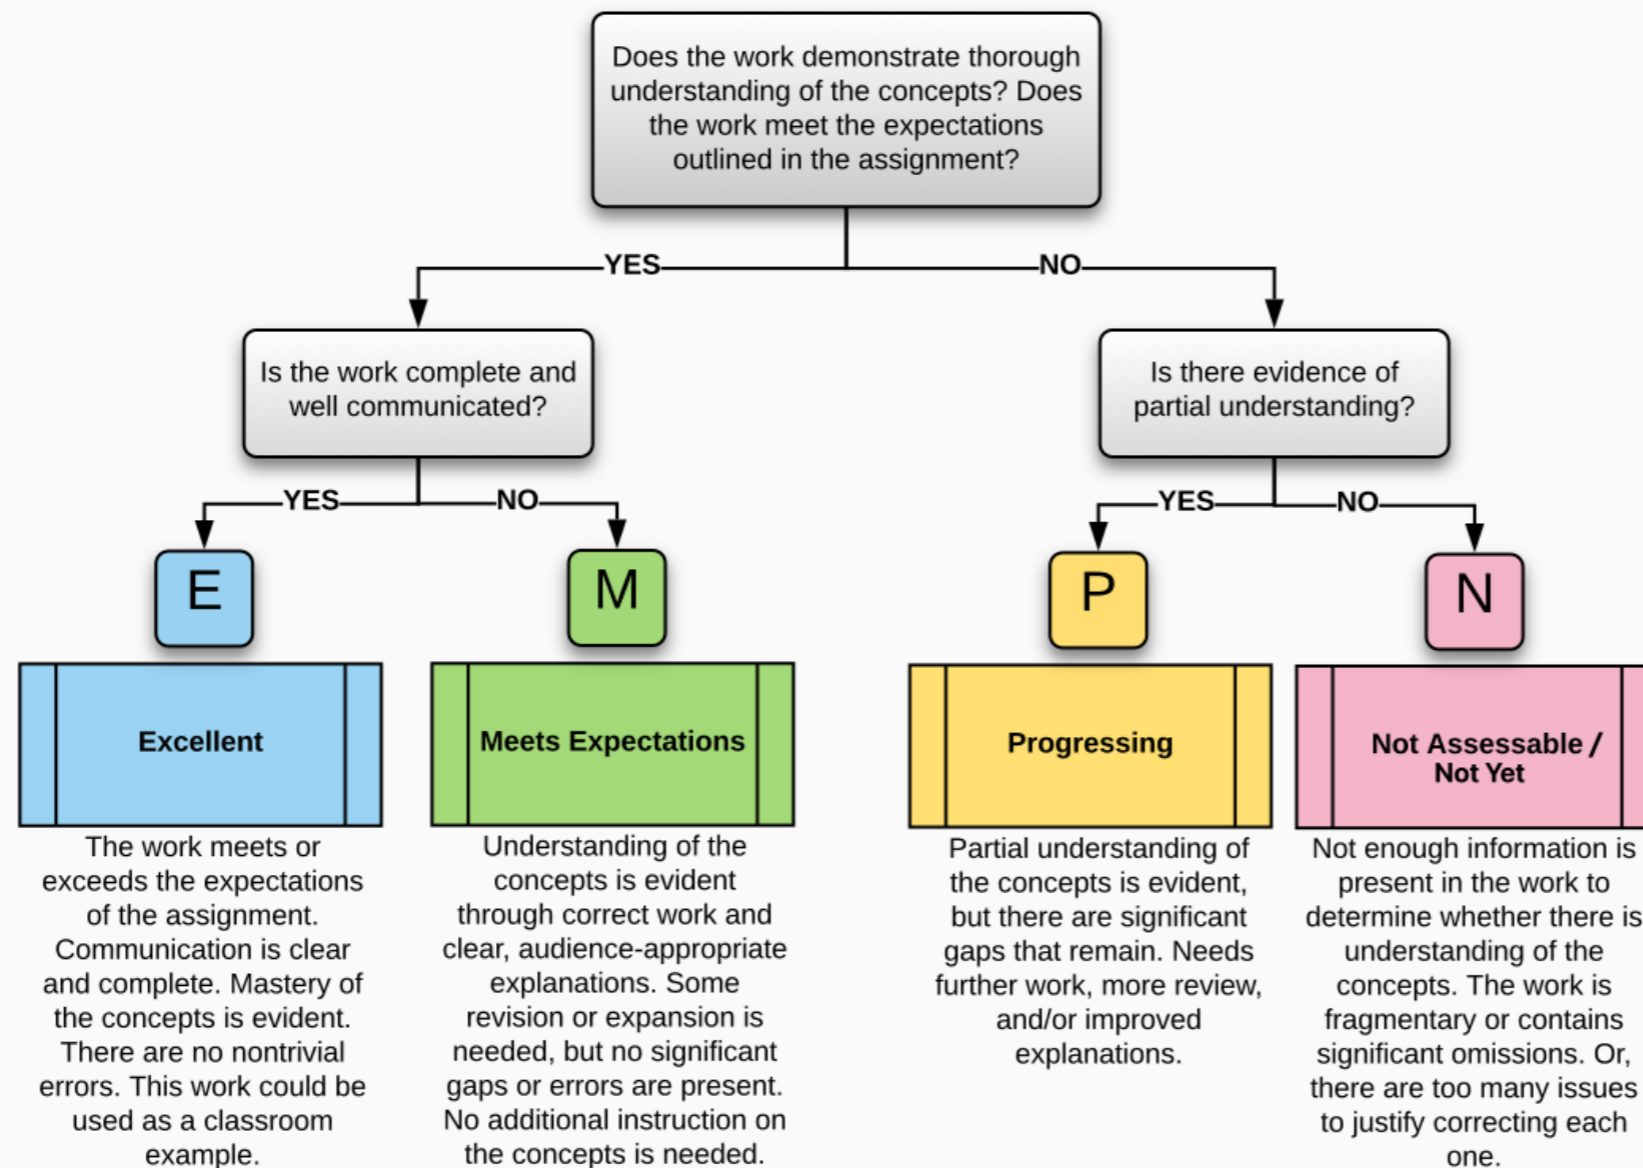 Does the work demonstrate thorough
understanding of the concepts? Does
the work meet the expectations
outlined in the assignment?
YES
NO
Is the work complete and
well communicated?
Is there evidence of
partial understanding?
YES
NO
YES
NO
E
M
P
N
Excellent
Meets Expectations
Progressing
Not Assessable /
Not Yet
The work meets or
exceeds the expectations
of the assignment.
Communication is clear
and complete. Mastery of
the concepts is evident.
There are no nontrivial
errors. This work could be
used as a classroom
example.
Understanding of the
concepts is evident
through correct work and
clear, audience-appropriate
explanations. Some
revision or expansion is
needed, but no significant
gaps or errors are present.
No additional instruction on
the concepts is needed.
Partial understanding of
the concepts is evident,
but there are significant
gaps that remain. Needs
further work, more review,
and/or improved
explanations.
Not enough information is
present in the work to
determine whether there is
understanding of the
concepts. The work is
fragmentary or contains
significant omissions. Or,
there are too many issues
to justify correcting each
one.